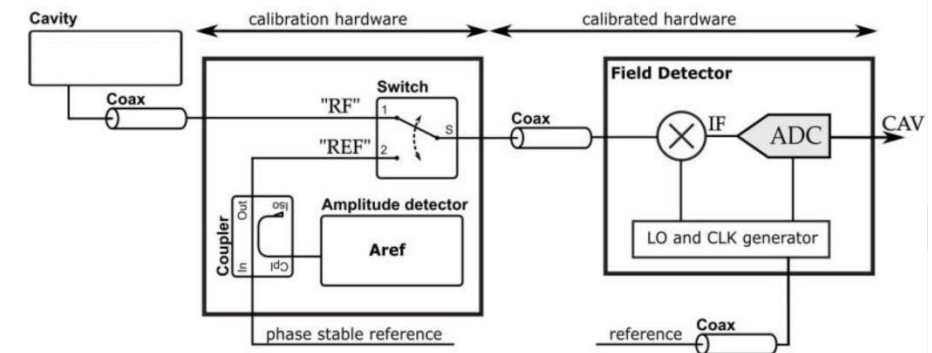 Cavity
calibration hardware
calibrated hardware
Coax
"RF"
Switch
1
S
2
"REF"
Coax
Field Detector
IF
ADC
CAV
LO and CLK generator
Coupler
Out
Iso
In
Cpl
Amplitude detector
Aref
phase stable reference
reference
Coax